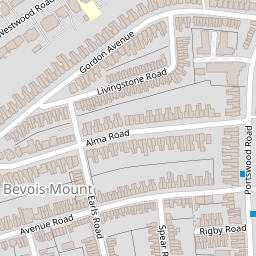 Westwood Road
Gordon Avenue
Livingstone Road
Alma Road
Portswood Road
Bevois Mount
Earls Road
Avenue Road
Spear Road
Rigby Road